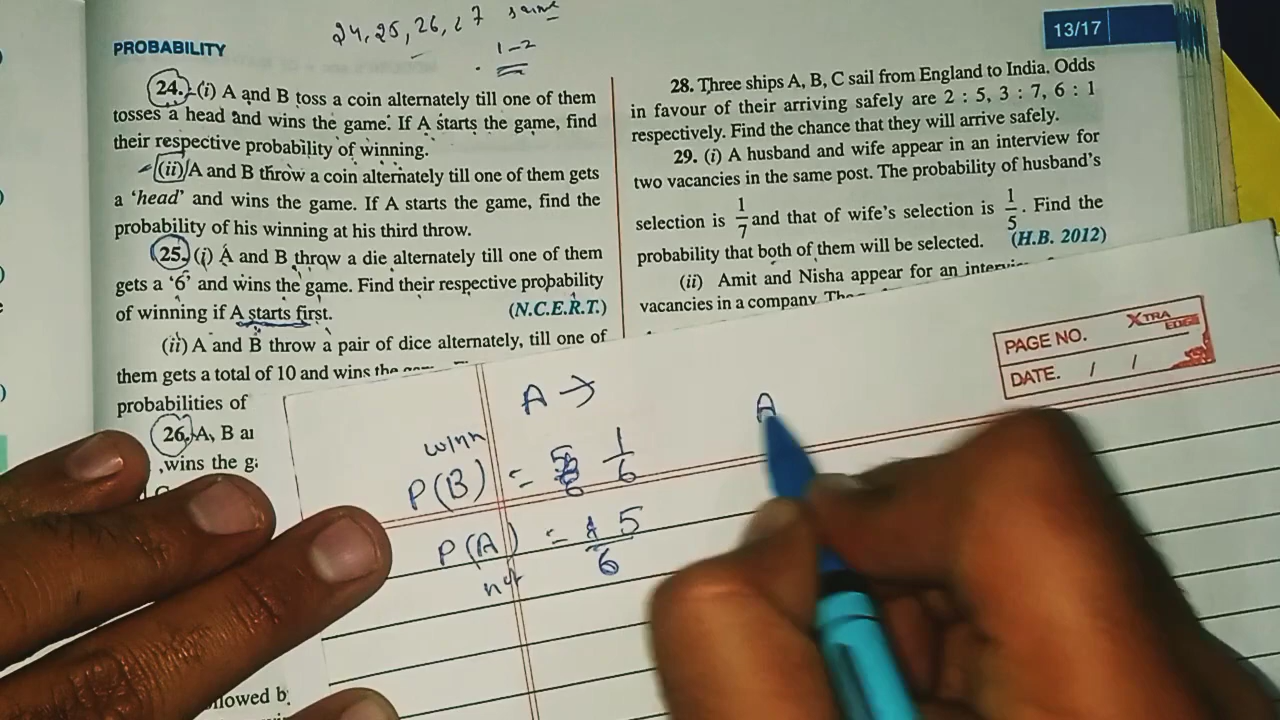 24, 25, 26, 27 same
1-2
13/17
PROBABILITY
24. (i) A and B toss a coin alternately till one of them
tosses a head and wins the game. If A starts the game, find
their respective probability of winning.
(ii) A and B throw a coin alternately till one of them gets
a 'head' and wins the game. If A starts the game, find the
probability of his winning at his third throw.
25. (i) A and B throw a die alternately till one of them
gets a '6' and wins the game. Find their respective probability
of winning if A starts first. (N.C.E.R.T.)
(ii) A and B throw a pair of dice alternately, till one of
them gets a total of 10 and wins the
probabilities of
26. A, B
wins the
28. Three ships A, B, C sail from England to India. Odds
in favour of their arriving safely are 2 : 5, 3 : 7, 6 : 1
respectively. Find the chance that they will arrive safely.
29. (i) A husband and wife appear in an interview for
two vacancies in the same post. The probability of husband's
selection is 1/7 and that of wife's selection is 1/5. Find the
probability that both of them will be selected. (H.B. 2012)
(ii) Amit and Nisha appear for an
vacancies in a company.
XTRA EDGE
PAGE NO.
DATE. / /
A →
A
winn
P(B) = 1/6
P(A) = 5/6
not